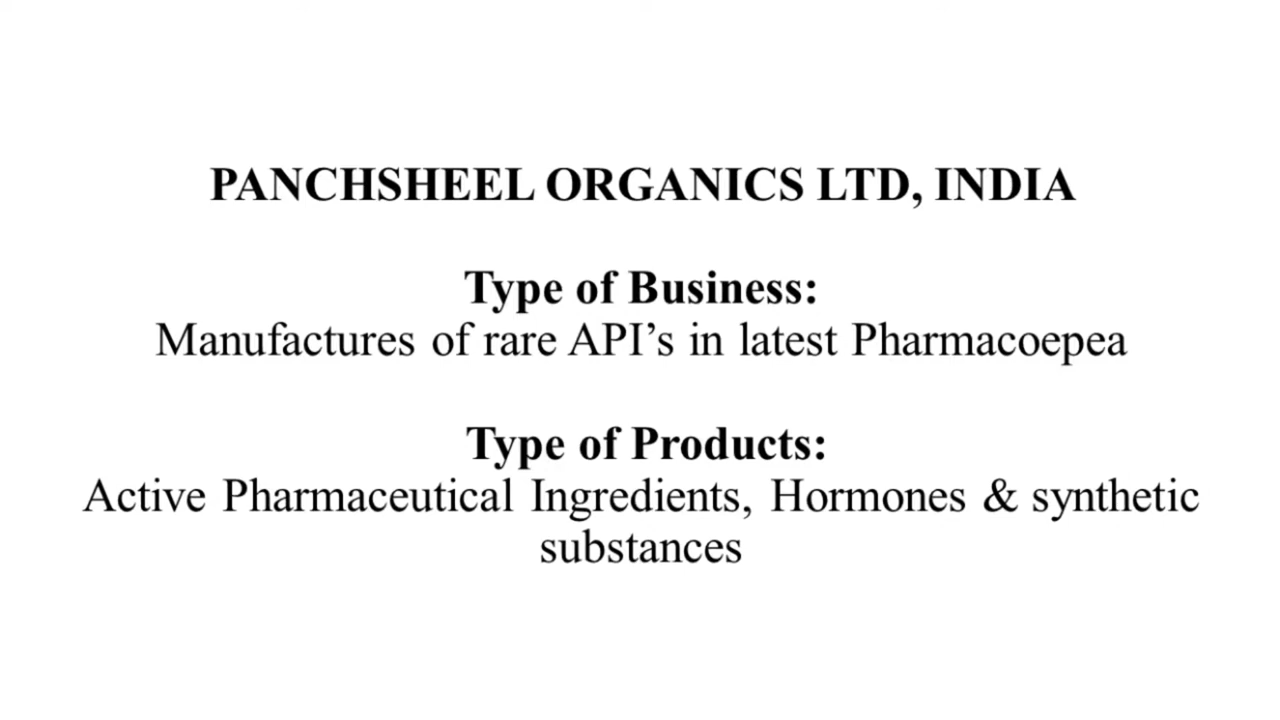 PANCHSHEEL ORGANICS LTD, INDIA
Type of Business:
Manufactures of rare API’s in latest Pharmacoepea
Type of Products:
Active Pharmaceutical Ingredients, Hormones & synthetic
substances